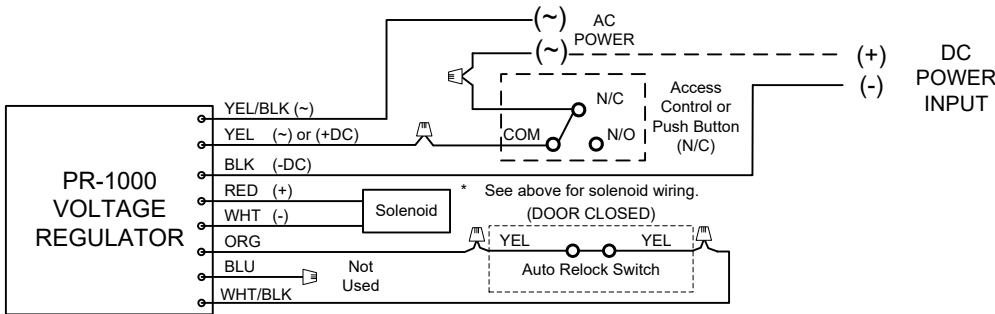 (~) AC
(~) POWER
(+) DC
POWER
(-) INPUT
Access
Control or
Push Button
(N/C)
N/C
COM
N/O
PR-1000
VOLTAGE
REGULATOR
YEL/BLK (~)
YEL (~) or (+DC)
BLK (-DC)
RED (+)
WHT (-)
ORG
BLU
WHT/BLK
Solenoid
* See above for solenoid wiring.
(DOOR CLOSED)
YEL YEL
Auto Relock Switch
Not
Used